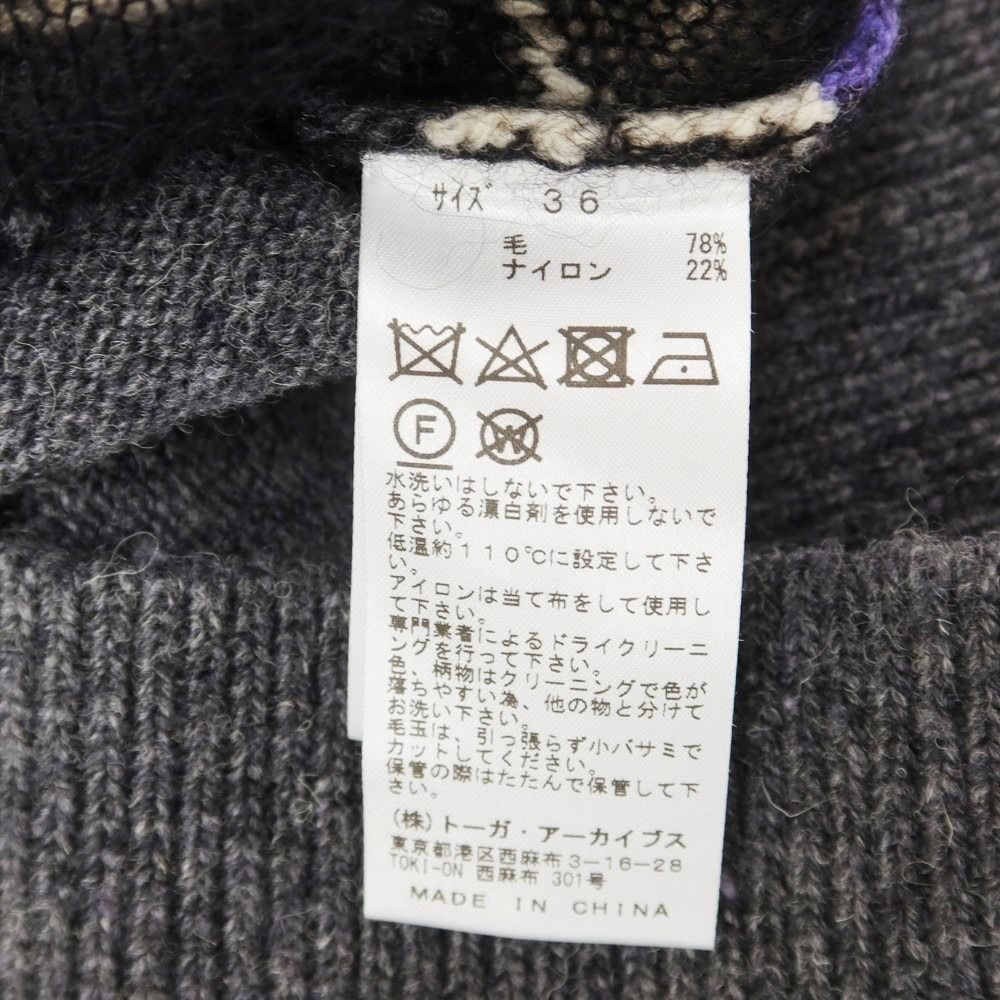 サイズ 36
毛 78%
ナイロン 22%
F
W
水洗いはしないで下さい。
あらゆる漂白剤を使用しないで
下さい。
低温約110℃に設定して下さ
い。
アイロンは当て布をして使用し
て下さい。
専門業者によるドライクリーニ
ングを行って下さい。
色、柄物はクリーニングで色が
落ちやすい為、他の物と分けて
お洗い下さい。
毛玉は、引っ張らず小バサミで
カットしてください。
保管の際はたたんで保管して下
さい。
(株)トーガ・アーカイブス
東京都港区西麻布3-16-28
TOKI-ON 西麻布 301号
MADE IN CHINA